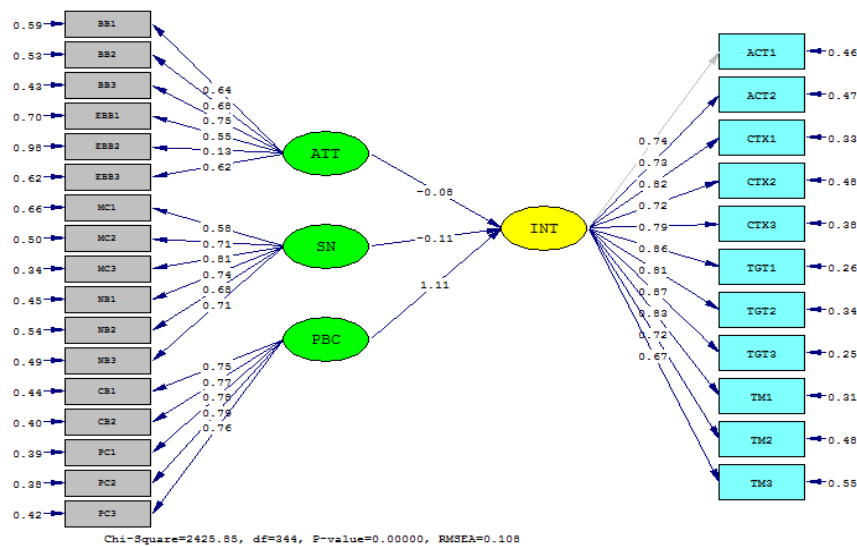 0.59 BB1
0.53 BB2
0.43 BB3
0.70 EBB1
0.98 EBB2
0.62 EBB3
0.66 MC1
0.50 MC2
0.34 MC3
0.45 NB1
0.54 NB2
0.49 NB3
0.44 CB1
0.40 CB2
0.39 PC1
0.38 PC2
0.42 PC3
0.64
0.68
0.75
0.55
0.13
0.62
0.58
0.71
0.81
0.74
0.68
0.71
0.75
0.77
0.78
0.79
0.76
ATT
SN
PBC
-0.08
-0.11
1.11
INT
0.74
0.73
0.82
0.72
0.79
0.86
0.81
0.87
0.83
0.72
0.67
ACT1 0.46
ACT2 0.47
CTX1 0.33
CTX2 0.48
CTX3 0.38
TGT1 0.26
TGT2 0.34
TGT3 0.25
TM1 0.31
TM2 0.48
TM3 0.55
Chi-Square=2425.85, df=344, P-value=0.00000, RMSEA=0.108